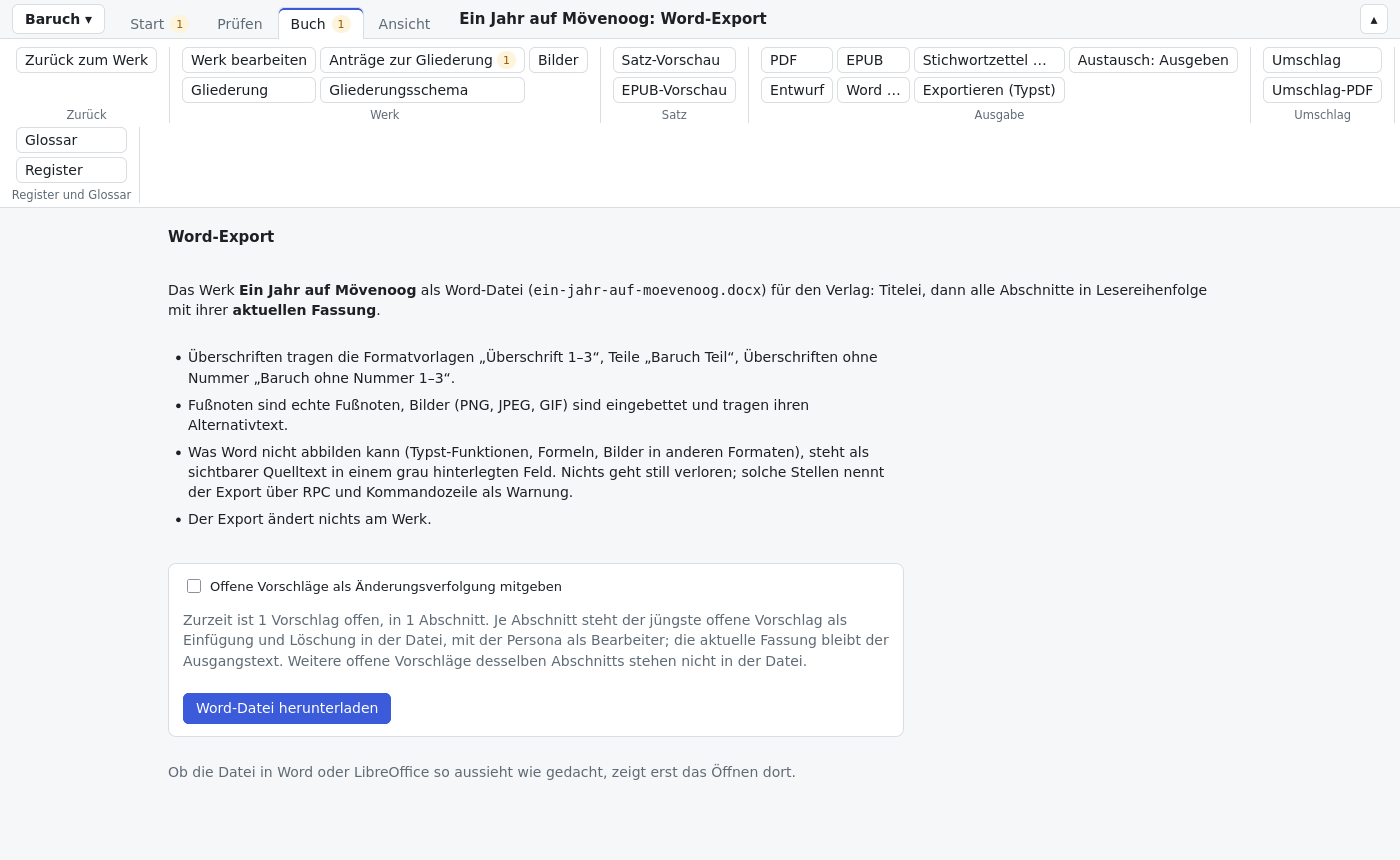 Baruch ▾
Start 1
Prüfen
Buch 1
Ansicht
Ein Jahr auf Mövenoog: Word-Export
▴
Zurück zum Werk
Werk bearbeiten
Anträge zur Gliederung 1
Bilder
Satz-Vorschau
PDF
EPUB
Stichwortzettel …
Austausch: Ausgeben
Umschlag
Gliederung
Gliederungsschema
EPUB-Vorschau
Entwurf
Word …
Exportieren (Typst)
Umschlag-PDF
Zurück
Werk
Satz
Ausgabe
Umschlag
Glossar
Register
Register und Glossar
Word-Export
Das Werk Ein Jahr auf Mövenoog als Word-Datei (ein-jahr-auf-moevenoog.docx) für den Verlag: Titelei, dann alle Abschnitte in Lesereihenfolge
mit ihrer aktuellen Fassung.
• Überschriften tragen die Formatvorlagen „Überschrift 1–3“, Teile „Baruch Teil“, Überschriften ohne
Nummer „Baruch ohne Nummer 1–3“.
• Fußnoten sind echte Fußnoten, Bilder (PNG, JPEG, GIF) sind eingebettet und tragen ihren
Alternativtext.
• Was Word nicht abbilden kann (Typst-Funktionen, Formeln, Bilder in anderen Formaten), steht als
sichtbarer Quelltext in einem grau hinterlegten Feld. Nichts geht still verloren; solche Stellen nennt
der Export über RPC und Kommandozeile als Warnung.
• Der Export ändert nichts am Werk.
Offene Vorschläge als Änderungsverfolgung mitgeben
Zurzeit ist 1 Vorschlag offen, in 1 Abschnitt. Je Abschnitt steht der jüngste offene Vorschlag als
Einfügung und Löschung in der Datei, mit der Persona als Bearbeiter; die aktuelle Fassung bleibt der
Ausgangstext. Weitere offene Vorschläge desselben Abschnitts stehen nicht in der Datei.
Word-Datei herunterladen
Ob die Datei in Word oder LibreOffice so aussieht wie gedacht, zeigt erst das Öffnen dort.